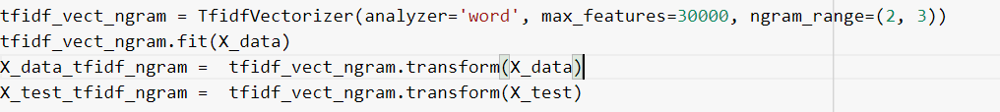 tfidf_vect_ngram = TfidfVectorizer(analyzer='word', max_features=30000, ngram_range=(2, 3))
tfidf_vect_ngram.fit(X_data)
X_data_tfidf_ngram =  tfidf_vect_ngram.transform(X_data)
X_test_tfidf_ngram =  tfidf_vect_ngram.transform(X_test)